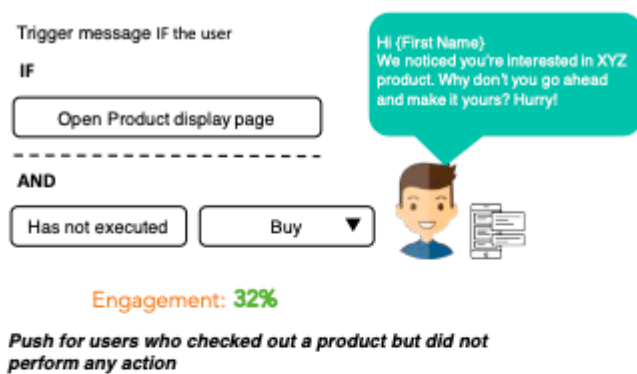 Trigger message IF the user
IF
Open Product display page
AND
Has not executed
Buy
Hi {First Name}
We noticed you're interested in XYZ
product. Why don't you go ahead
and make it yours? Hurry!
Engagement: 32%
Push for users who checked out a product but did not
perform any action